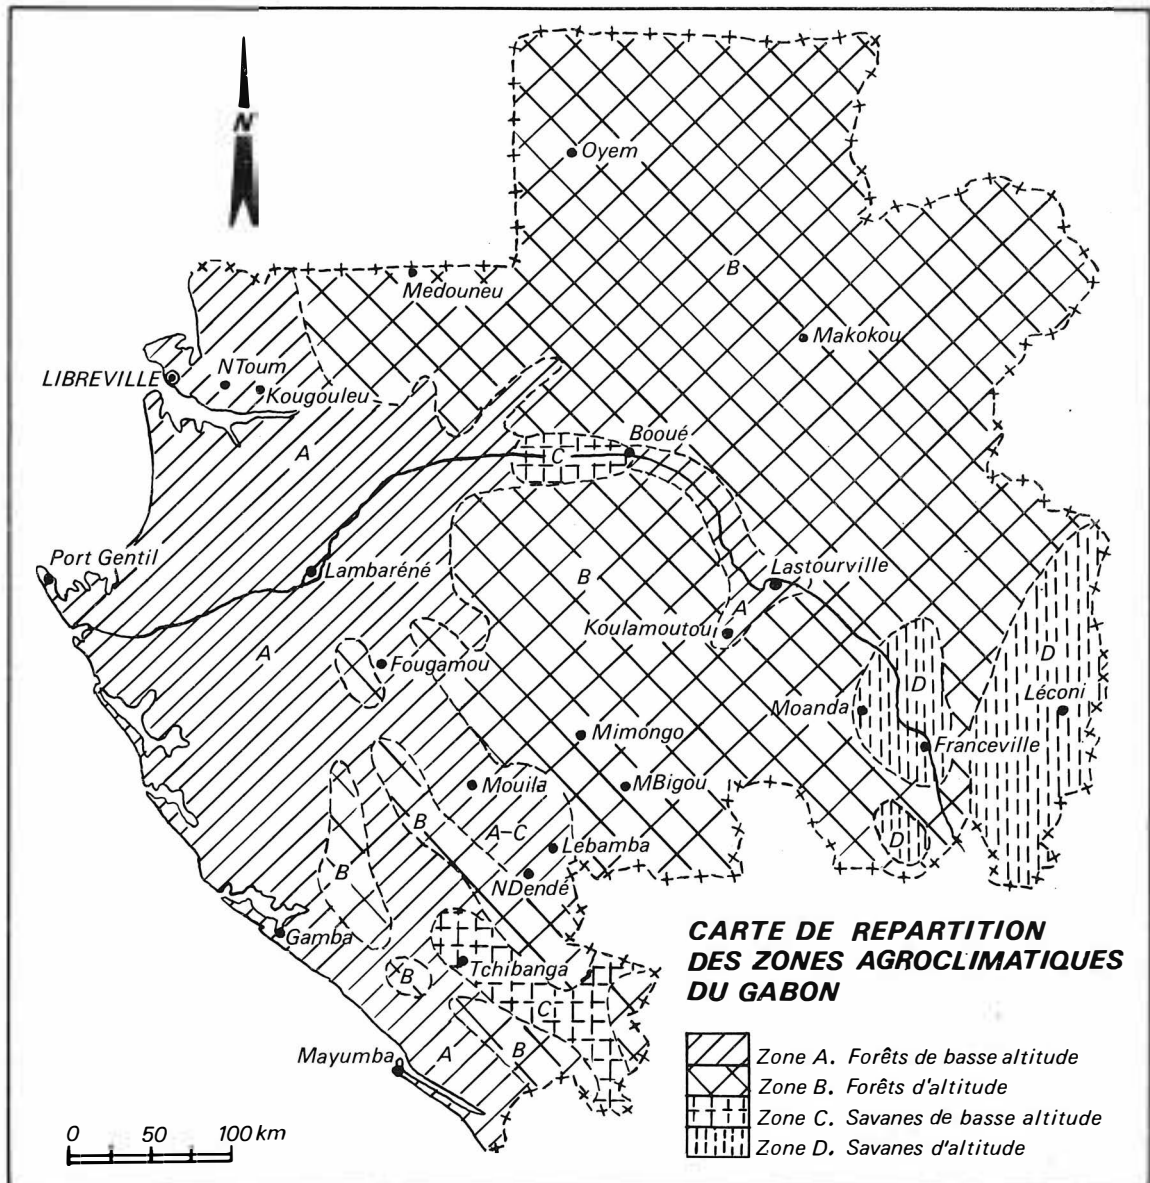 N
Oyem
B
Medouneu
Makokou
LIBREVILLE
NToum
Kougouleu
A
C
Booué
Port Gentil
Lambaréné
B
Lastourville
A
Koulamoutou
A
Fougamou
D
D
Moanda
Léconi
Mimongo
Franceville
Mouila
MBigou
B
A-C
Lebamba
D
B
NDendé
Gamba
Tchibanga
B
C
Mayumba
A
B
CARTE DE REPARTITION
DES ZONES AGROCLIMATIQUES
DU GABON
Zone A. Forêts de basse altitude
Zone B. Forêts d'altitude
Zone C. Savanes de basse altitude
Zone D. Savanes d'altitude
0 50 100 km